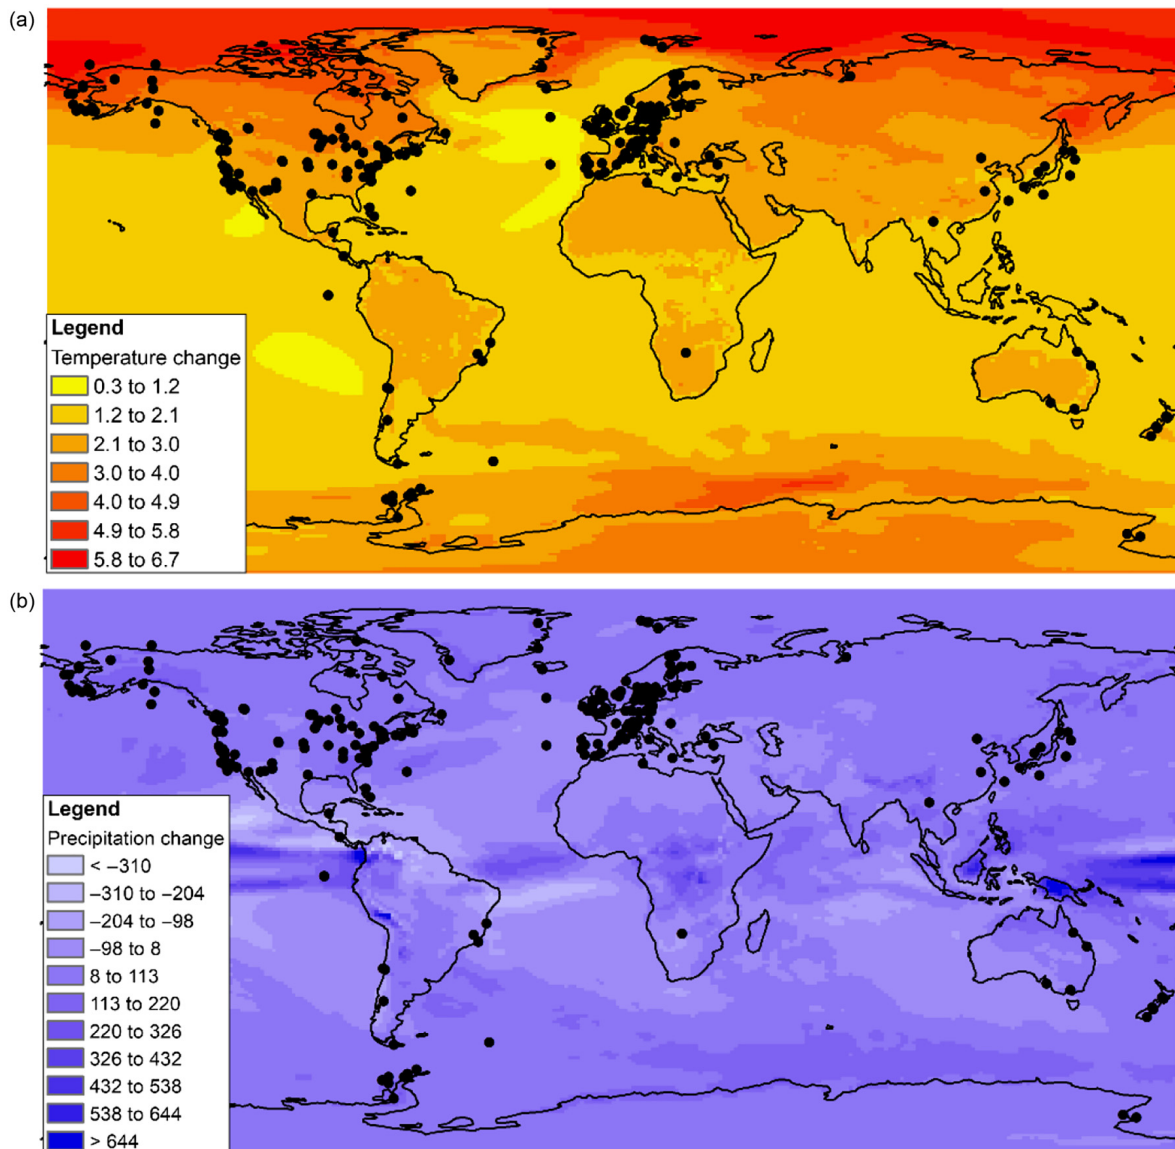 (a)
Legend
Temperature change
0.3 to 1.2
1.2 to 2.1
2.1 to 3.0
3.0 to 4.0
4.0 to 4.9
4.9 to 5.8
5.8 to 6.7
(b)
Legend
Precipitation change
< –310
–310 to –204
–204 to –98
–98 to 8
8 to 113
113 to 220
220 to 326
326 to 432
432 to 538
538 to 644
> 644